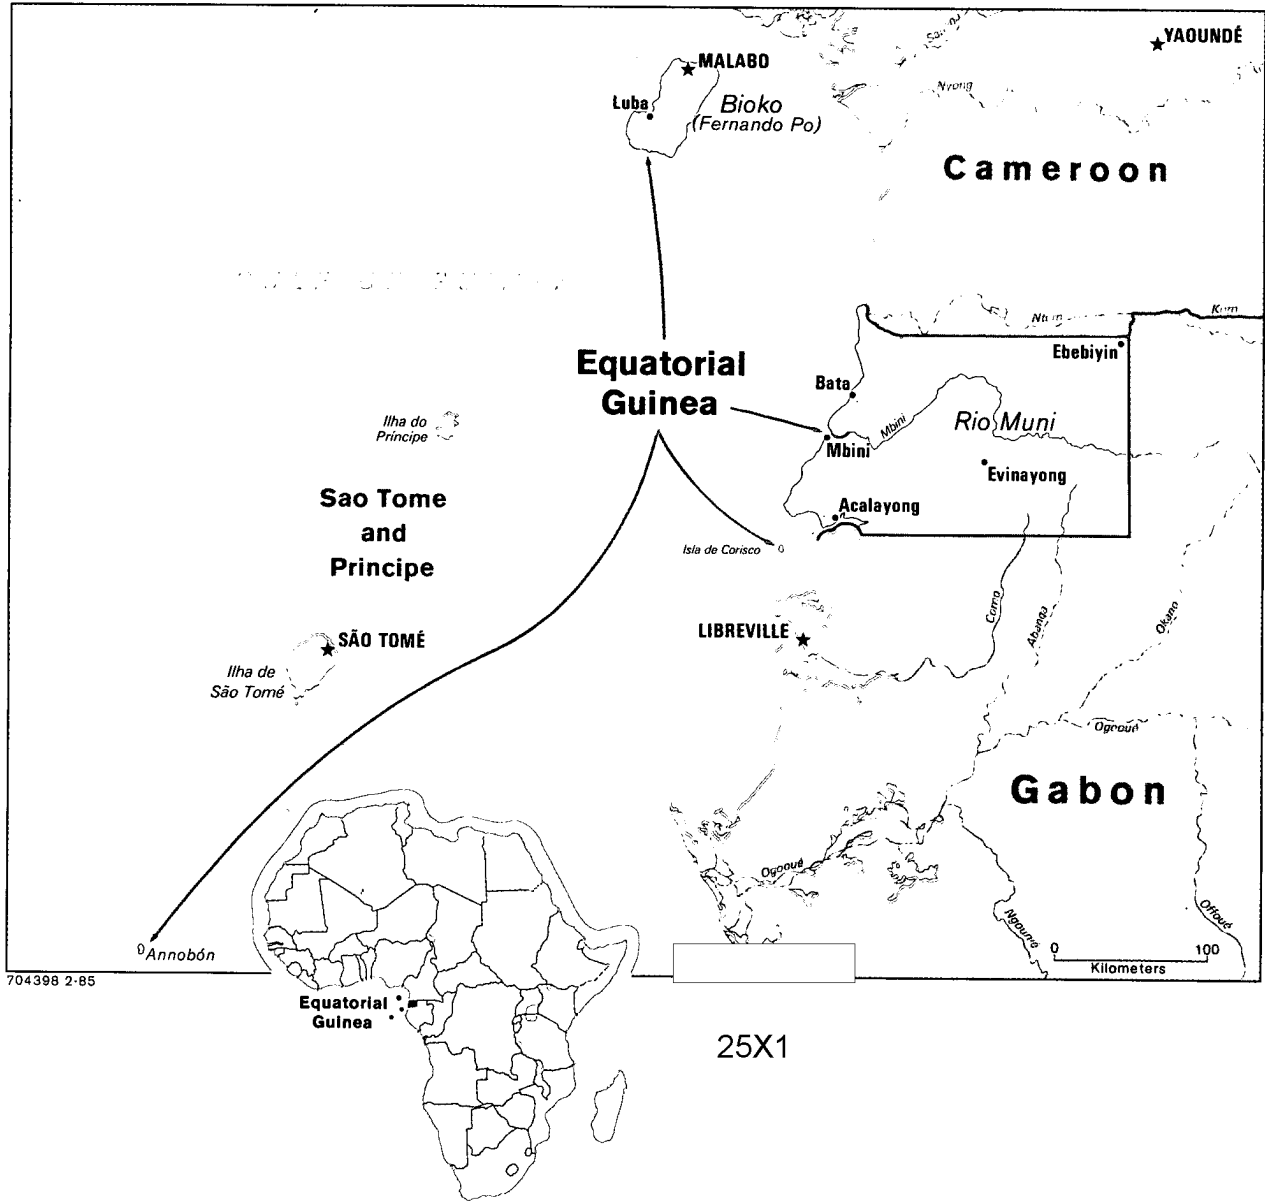 YAOUNDÉ
MALABO
Luba
Bioko
(Fernando Po)
Nyong
Cameroon
Ntem
Kom
Ebebiyin
Equatorial
Guinea
Bata
Mbini
Rio Muni
Mbini
Evinayong
Acalayong
Ilha do
Príncipe
Sao Tome
and
Principe
Isla de Corisco
SÃO TOMÉ
Ilha de
São Tomé
LIBREVILLE
Como
Abanga
Okano
Ogooué
Gabon
Ogooué
Ngounié
Offoué
0 100
Kilometers
Annobón
704398 2-85
Equatorial
Guinea
25X1